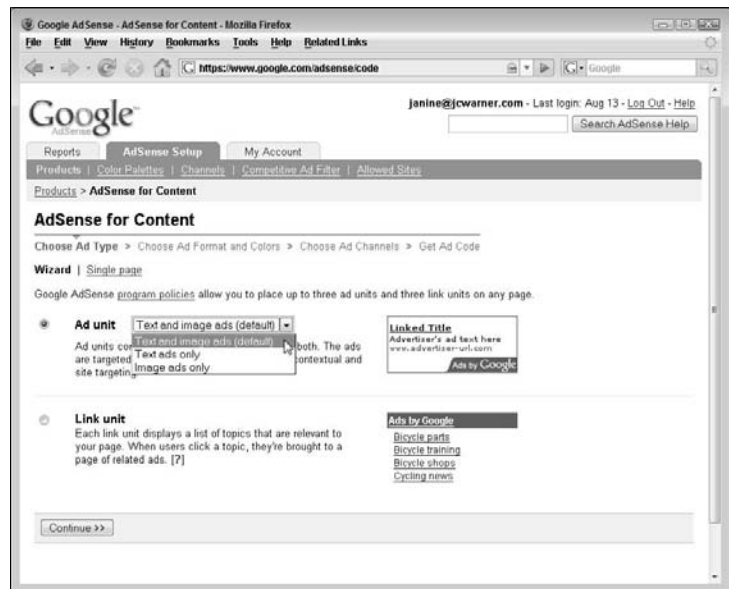 Google AdSense - AdSense for Content - Mozilla Firefox
File Edit View History Bookmarks Tools Help Related Links
https://www.google.com/adsense/code
Google
Google™
AdSense
janine@jcwarner.com - Last login: Aug 13 - Log Out - Help
Search AdSense Help
Reports AdSense Setup My Account
Products | Color Palettes | Channels | Competitive Ad Filter | Allowed Sites
Products > AdSense for Content
AdSense for Content
Choose Ad Type > Choose Ad Format and Colors > Choose Ad Channels > Get Ad Code
Wizard | Single page
Google AdSense program policies allow you to place up to three ad units and three link units on any page.
Ad unit Text and image ads (default)
Text and image ads (default)
Text ads only
Image ads only
Ad units both. The ads
are targeted contextual and
site targeting
Linked Title
Advertiser's ad text here
www.advertiser-url.com
Ads by Google
Link unit
Each link unit displays a list of topics that are relevant to
your page. When users click a topic, they're brought to a
page of related ads. [?]
Ads by Google
Bicycle parts
Bicycle training
Bicycle shops
Cycling news
Continue >>